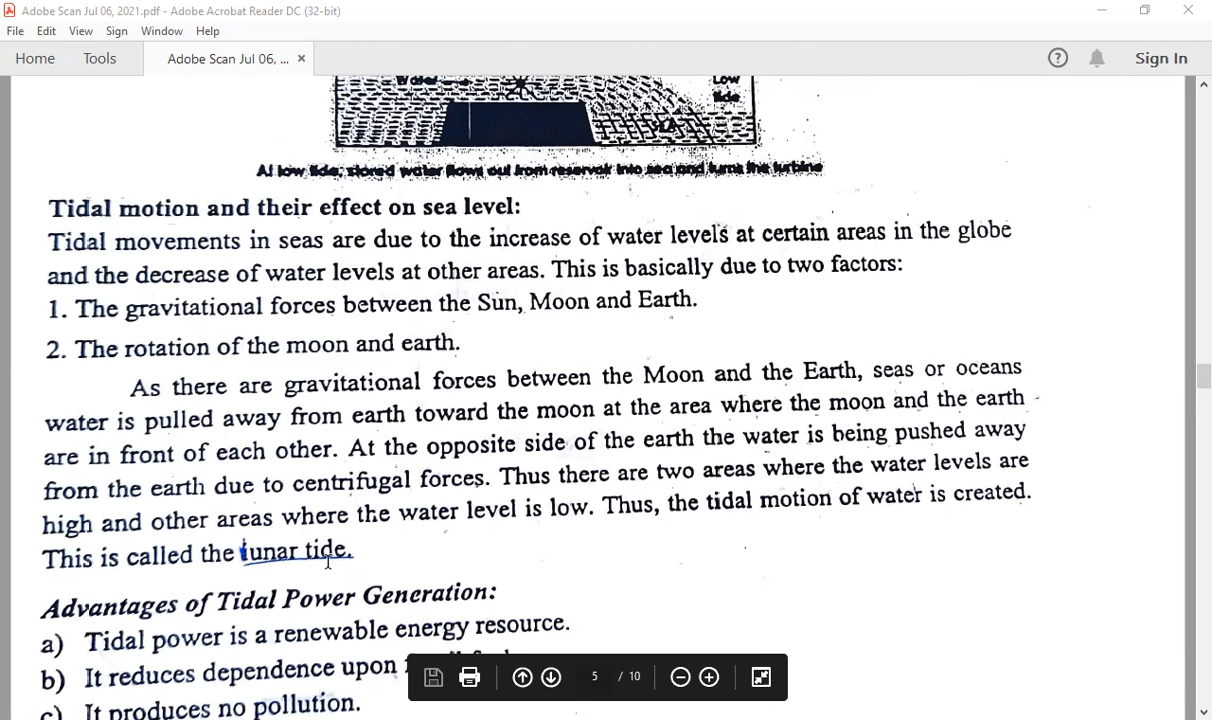 Adobe Scan Jul 06, 2021.pdf - Adobe Acrobat Reader DC (32-bit)
File Edit View Sign Window Help
Home Tools Adobe Scan Jul 06, ... × Sign In
Water Low
tide
At low tide, stored water flows out from reservoir into sea and turns the turbine
Tidal motion and their effect on sea level:
Tidal movements in seas are due to the increase of water levels at certain areas in the globe
and the decrease of water levels at other areas. This is basically due to two factors:
1. The gravitational forces between the Sun, Moon and Earth.
2. The rotation of the moon and earth.
As there are gravitational forces between the Moon and the Earth, seas or oceans
water is pulled away from earth toward the moon at the area where the moon and the earth
are in front of each other. At the opposite side of the earth the water is being pushed away
from the earth due to centrifugal forces. Thus there are two areas where the water levels are
high and other areas where the water level is low. Thus, the tidal motion of water is created.
This is called the lunar tide.
Advantages of Tidal Power Generation:
a) Tidal power is a renewable energy resource.
b) It reduces dependence upon
5 / 10
c) It produces no pollution.